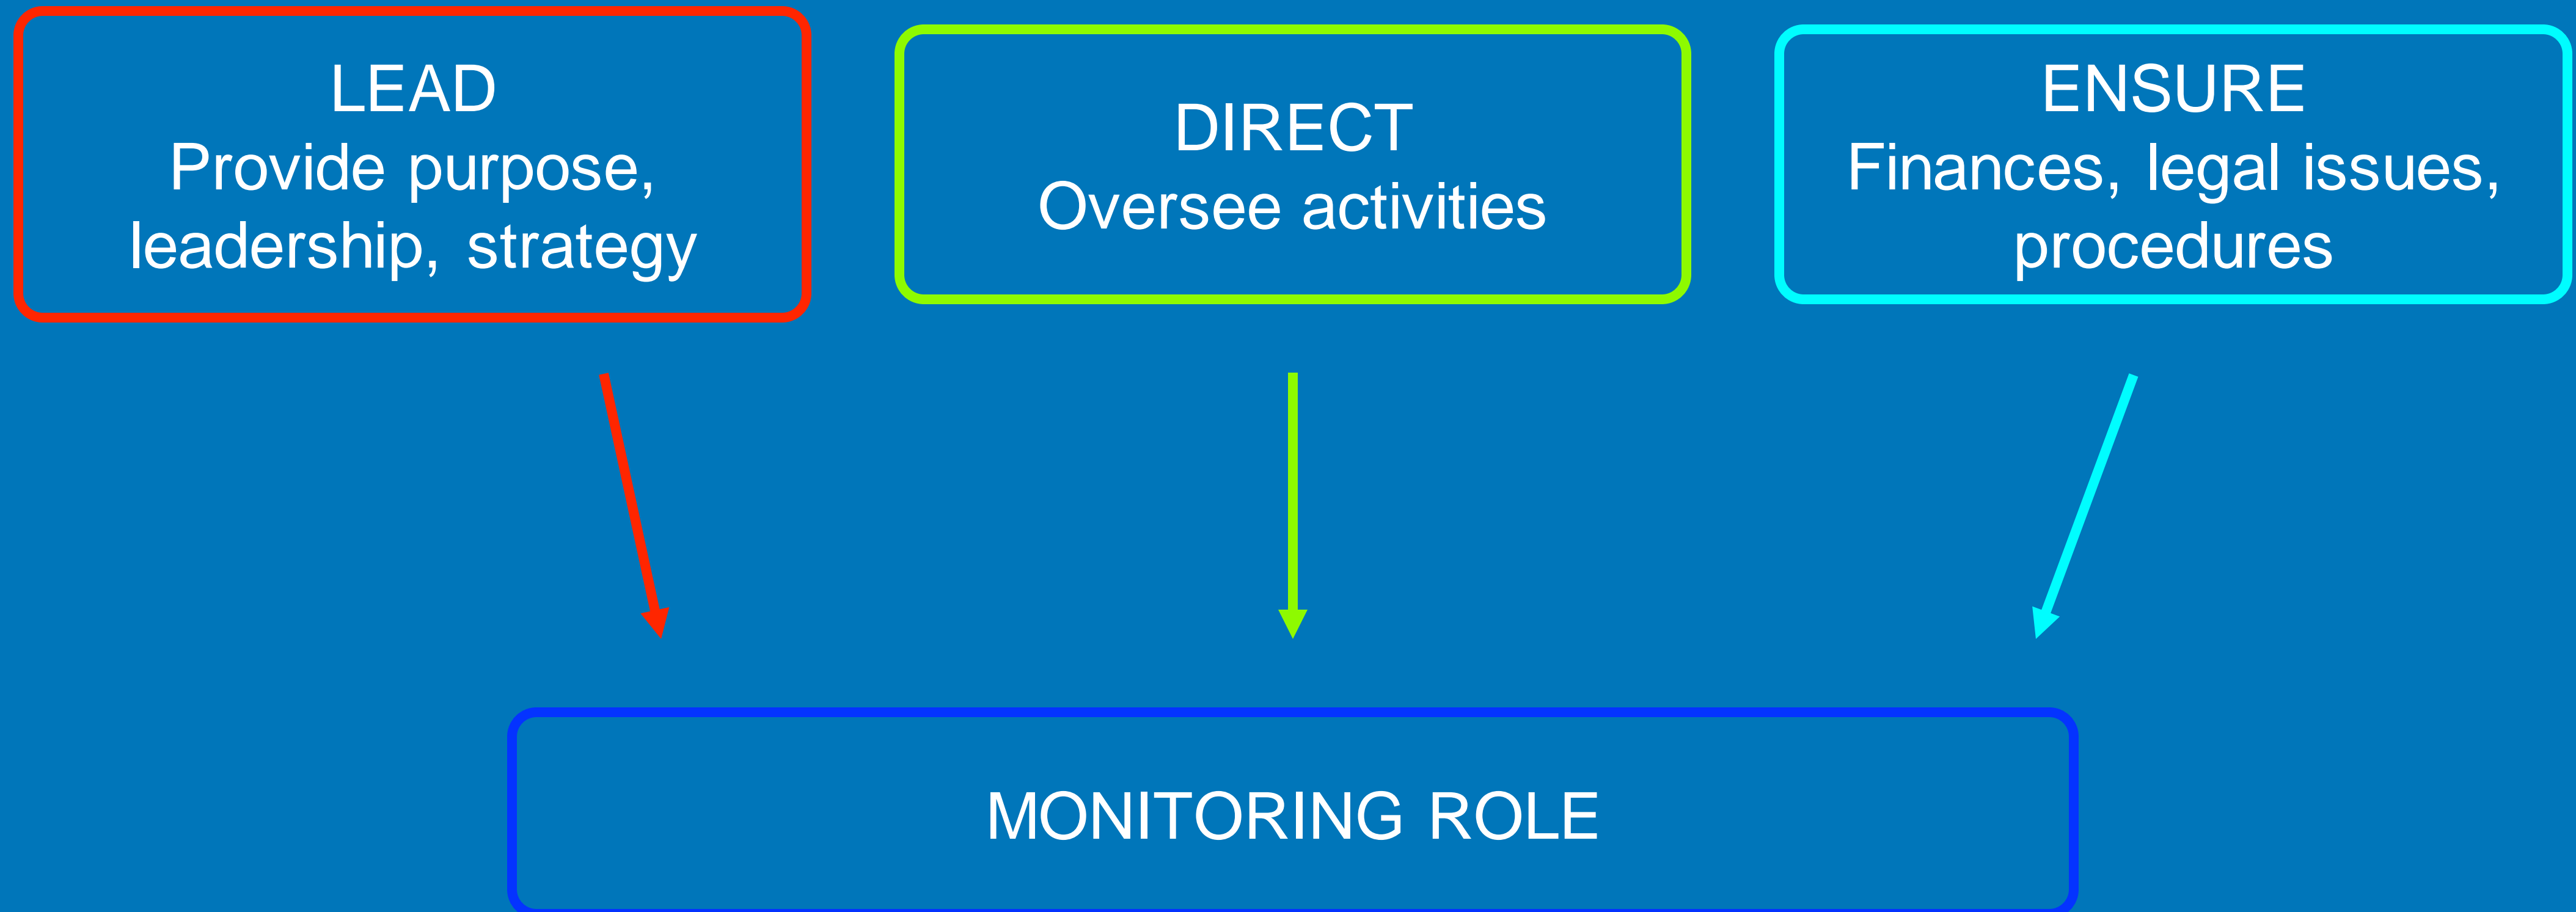 LEAD
Provide purpose,
leadership, strategy
DIRECT
Oversee activities
ENSURE
Finances, legal issues,
procedures
MONITORING ROLE